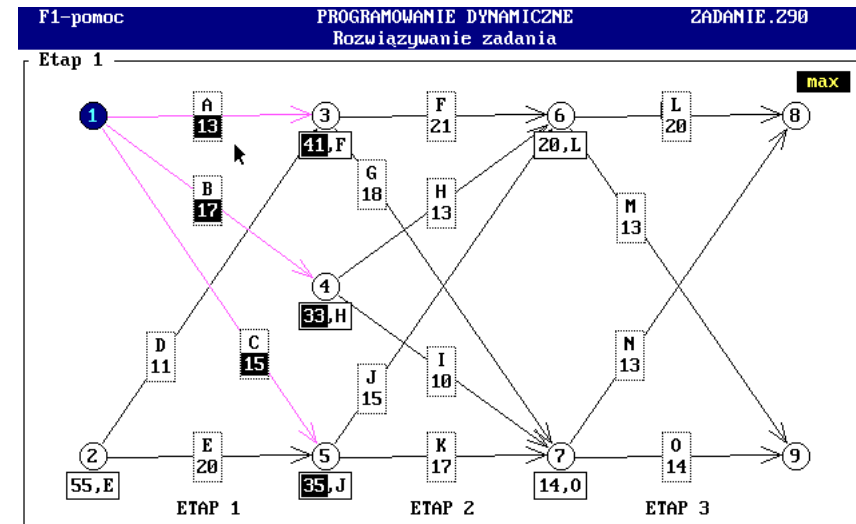 F1-pomoc PROGRAMOWANIE DYNAMICZNE ZADANIE.Z90
Rozwiązywanie zadania
Etap 1
max
1 A 13 3 F 21 6 L 20 8
41,F 20,L
G 18
B 17
H 13
M 13
4
33,H
D 11
C 15
J 15
I 10
N 13
2 E 20 5 K 17 7 O 14 9
55,E 35,J 14,O
ETAP 1 ETAP 2 ETAP 3